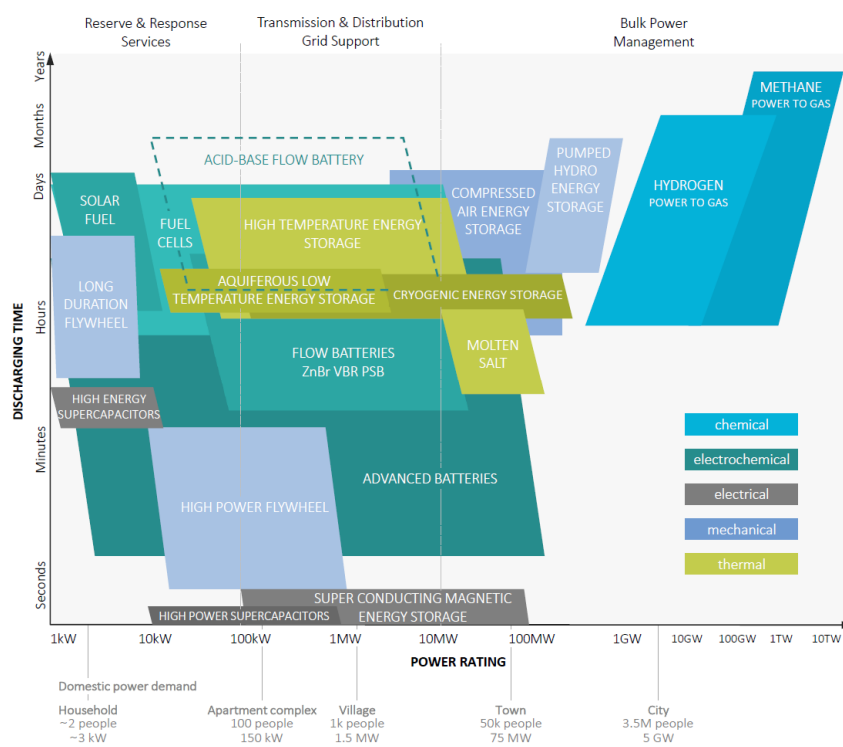 Reserve & Response
Services
Transmission & Distribution
Grid Support
Bulk Power
Management
DISCHARGING TIME
Years
Months
Days
Hours
Minutes
Seconds
METHANE
POWER TO GAS
HYDROGEN
POWER TO GAS
PUMPED
HYDRO
ENERGY
STORAGE
ACID-BASE FLOW BATTERY
COMPRESSED
AIR ENERGY
STORAGE
SOLAR
FUEL
FUEL
CELLS
HIGH TEMPERATURE ENERGY
STORAGE
AQUIFEROUS LOW
TEMPERATURE ENERGY STORAGE
CRYOGENIC ENERGY STORAGE
LONG
DURATION
FLYWHEEL
FLOW BATTERIES
ZnBr VBR PSB
MOLTEN
SALT
HIGH ENERGY
SUPERCAPACITORS
ADVANCED BATTERIES
HIGH POWER FLYWHEEL
SUPER CONDUCTING MAGNETIC
ENERGY STORAGE
HIGH POWER SUPERCAPACITORS
chemical
electrochemical
electrical
mechanical
thermal
1kW
10kW
100kW
1MW
10MW
100MW
1GW
10GW
100GW
1TW
10TW
POWER RATING
Domestic power demand
Household
~2 people
~3 kW
Apartment complex
100 people
150 kW
Village
1k people
1.5 MW
Town
50k people
75 MW
City
3.5M people
5 GW